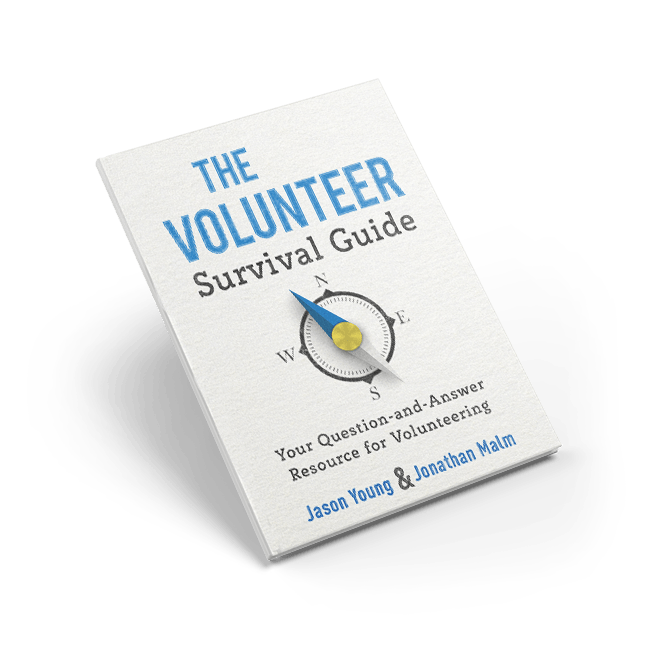 THE
VOLUNTEER
Survival Guide
N
E
W
S
Your Question-and-Answer
Resource for Volunteering
Jason Young & Jonathan Malm